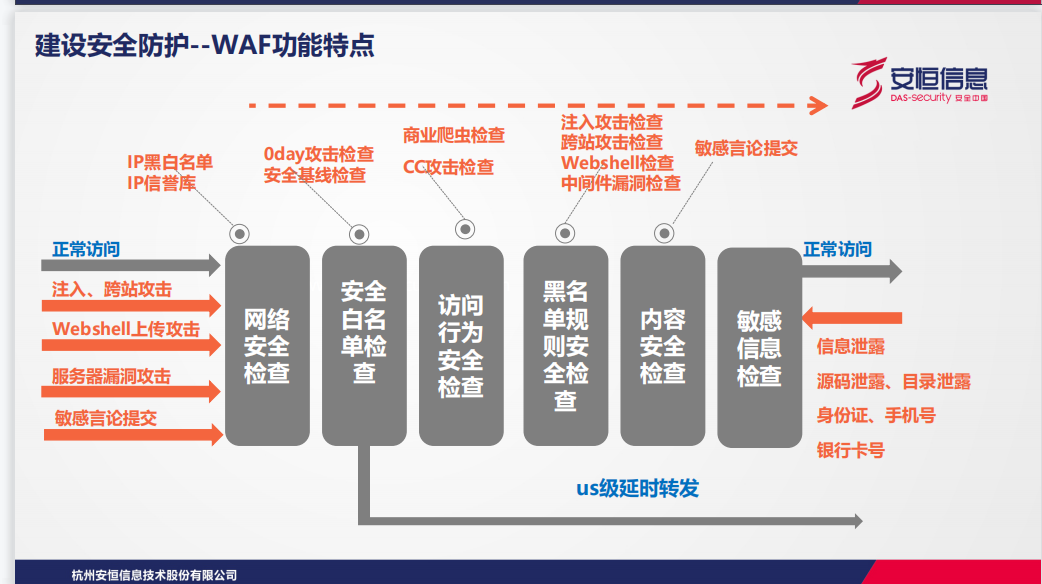 建设安全防护--WAF功能特点
安恒信息
DAS-security 安全中国
IP黑白名单
IP信誉库
0day攻击检查
安全基线检查
商业爬虫检查
CC攻击检查
注入攻击检查
跨站攻击检查
Webshell检查
中间件漏洞检查
敏感言论提交
正常访问
注入、跨站攻击
Webshell上传攻击
服务器漏洞攻击
敏感言论提交
网络
安全
检查
安全
白名
单检
查
访问
行为
安全
检查
黑名
单规
则安
全检
查
内容
安全
检查
敏感
信息
检查
正常访问
信息泄露
源码泄露、目录泄露
身份证、手机号
银行卡号
us级延时转发
杭州安恒信息技术股份有限公司